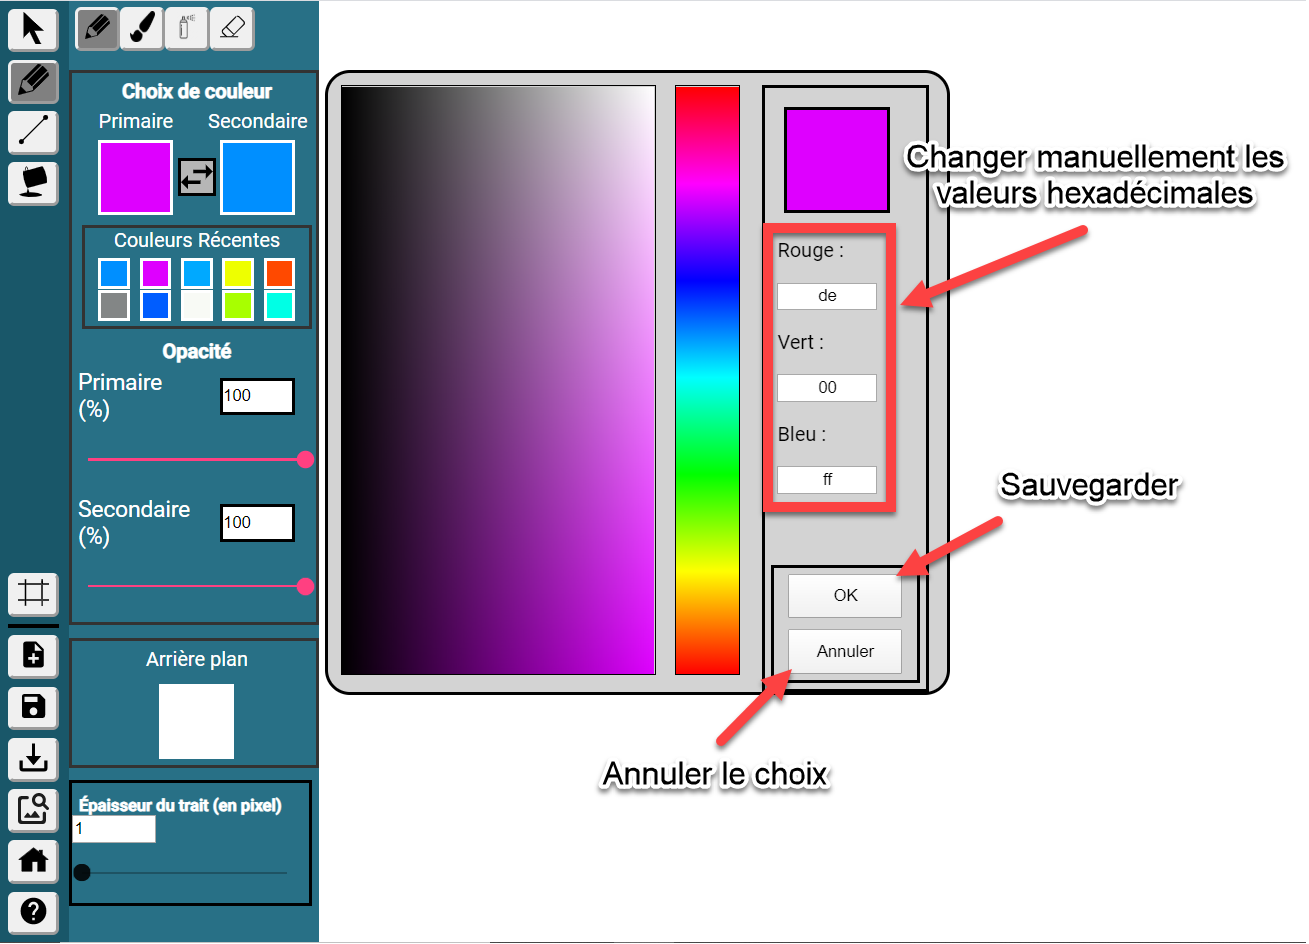 Choix de couleur
Primaire Secondaire
Couleurs Récentes
Opacité
Primaire
(%)
100
Secondaire
(%)
100
Arrière plan
Épaisseur du trait (en pixel)
1
Rouge :
de
Vert :
00
Bleu :
ff
OK
Annuler
Changer manuellement les
valeurs hexadécimales
Sauvegarder
Annuler le choix